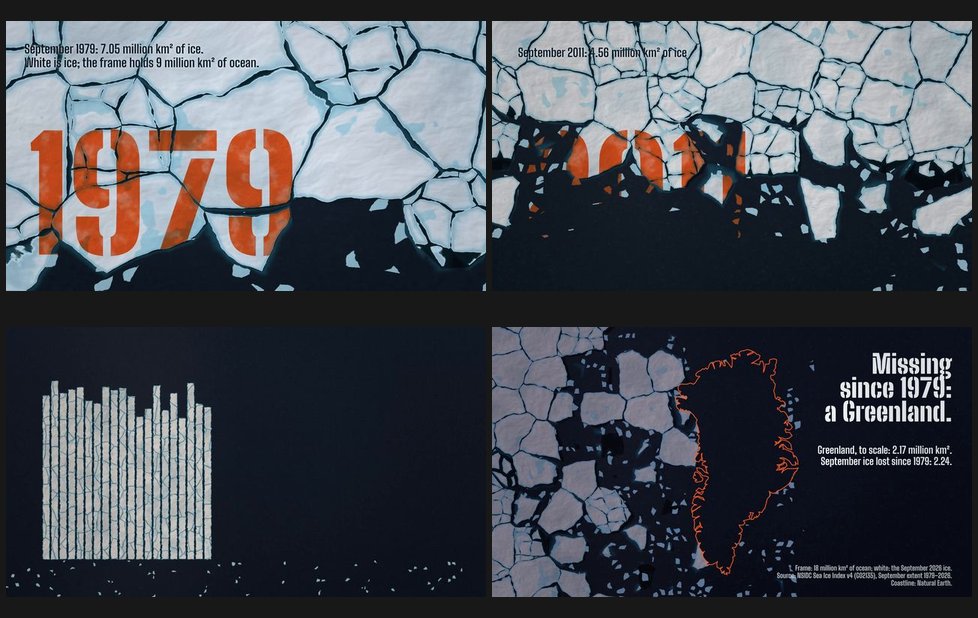 September 1979: 7.05 million km² of ice.
White is ice; the frame holds 9 million km² of ocean.
1979
September 2011: 4.56 million km² of ice.
2011
Missing
since 1979:
a Greenland.
Greenland, to scale: 2.17 million km².
September ice lost since 1979: 2.24.
Frame: 18 million km² of ocean; white: the September 2026 ice.
Source: NSIDC Sea Ice Index v4 (G02135), September extent 1979–2026.
Coastline: Natural Earth.